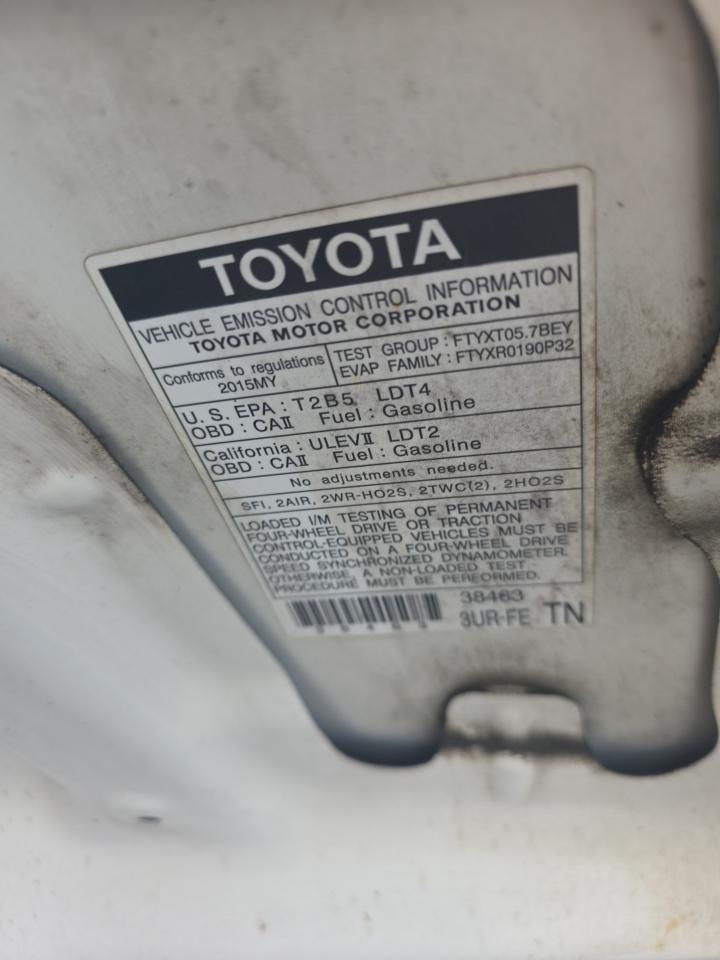 TOYOTA
VEHICLE EMISSION CONTROL INFORMATION
TOYOTA MOTOR CORPORATION
Conforms to regulations
2015MY
TEST GROUP : FTYXT05.7BEY
EVAP FAMILY : FTYXR0190P32
U.S. EPA : T2B5 LDT4
OBD : CAⅡ Fuel : Gasoline
California : ULEVⅡ LDT2
OBD : CAⅡ Fuel : Gasoline
No adjustments needed.
SFI, 2AIR, 2WR-HO2S, 2TWC(2), 2HO2S
LOADED I/M TESTING OF PERMANENT
FOUR-WHEEL DRIVE OR TRACTION
CONTROL-EQUIPPED VEHICLES MUST BE
CONDUCTED ON A FOUR-WHEEL DRIVE
SPEED SYNCHRONIZED DYNAMOMETER.
OTHERWISE, A NON-LOADED TEST
PROCEDURE MUST BE PERFORMED.
38463
3UR-FE TN